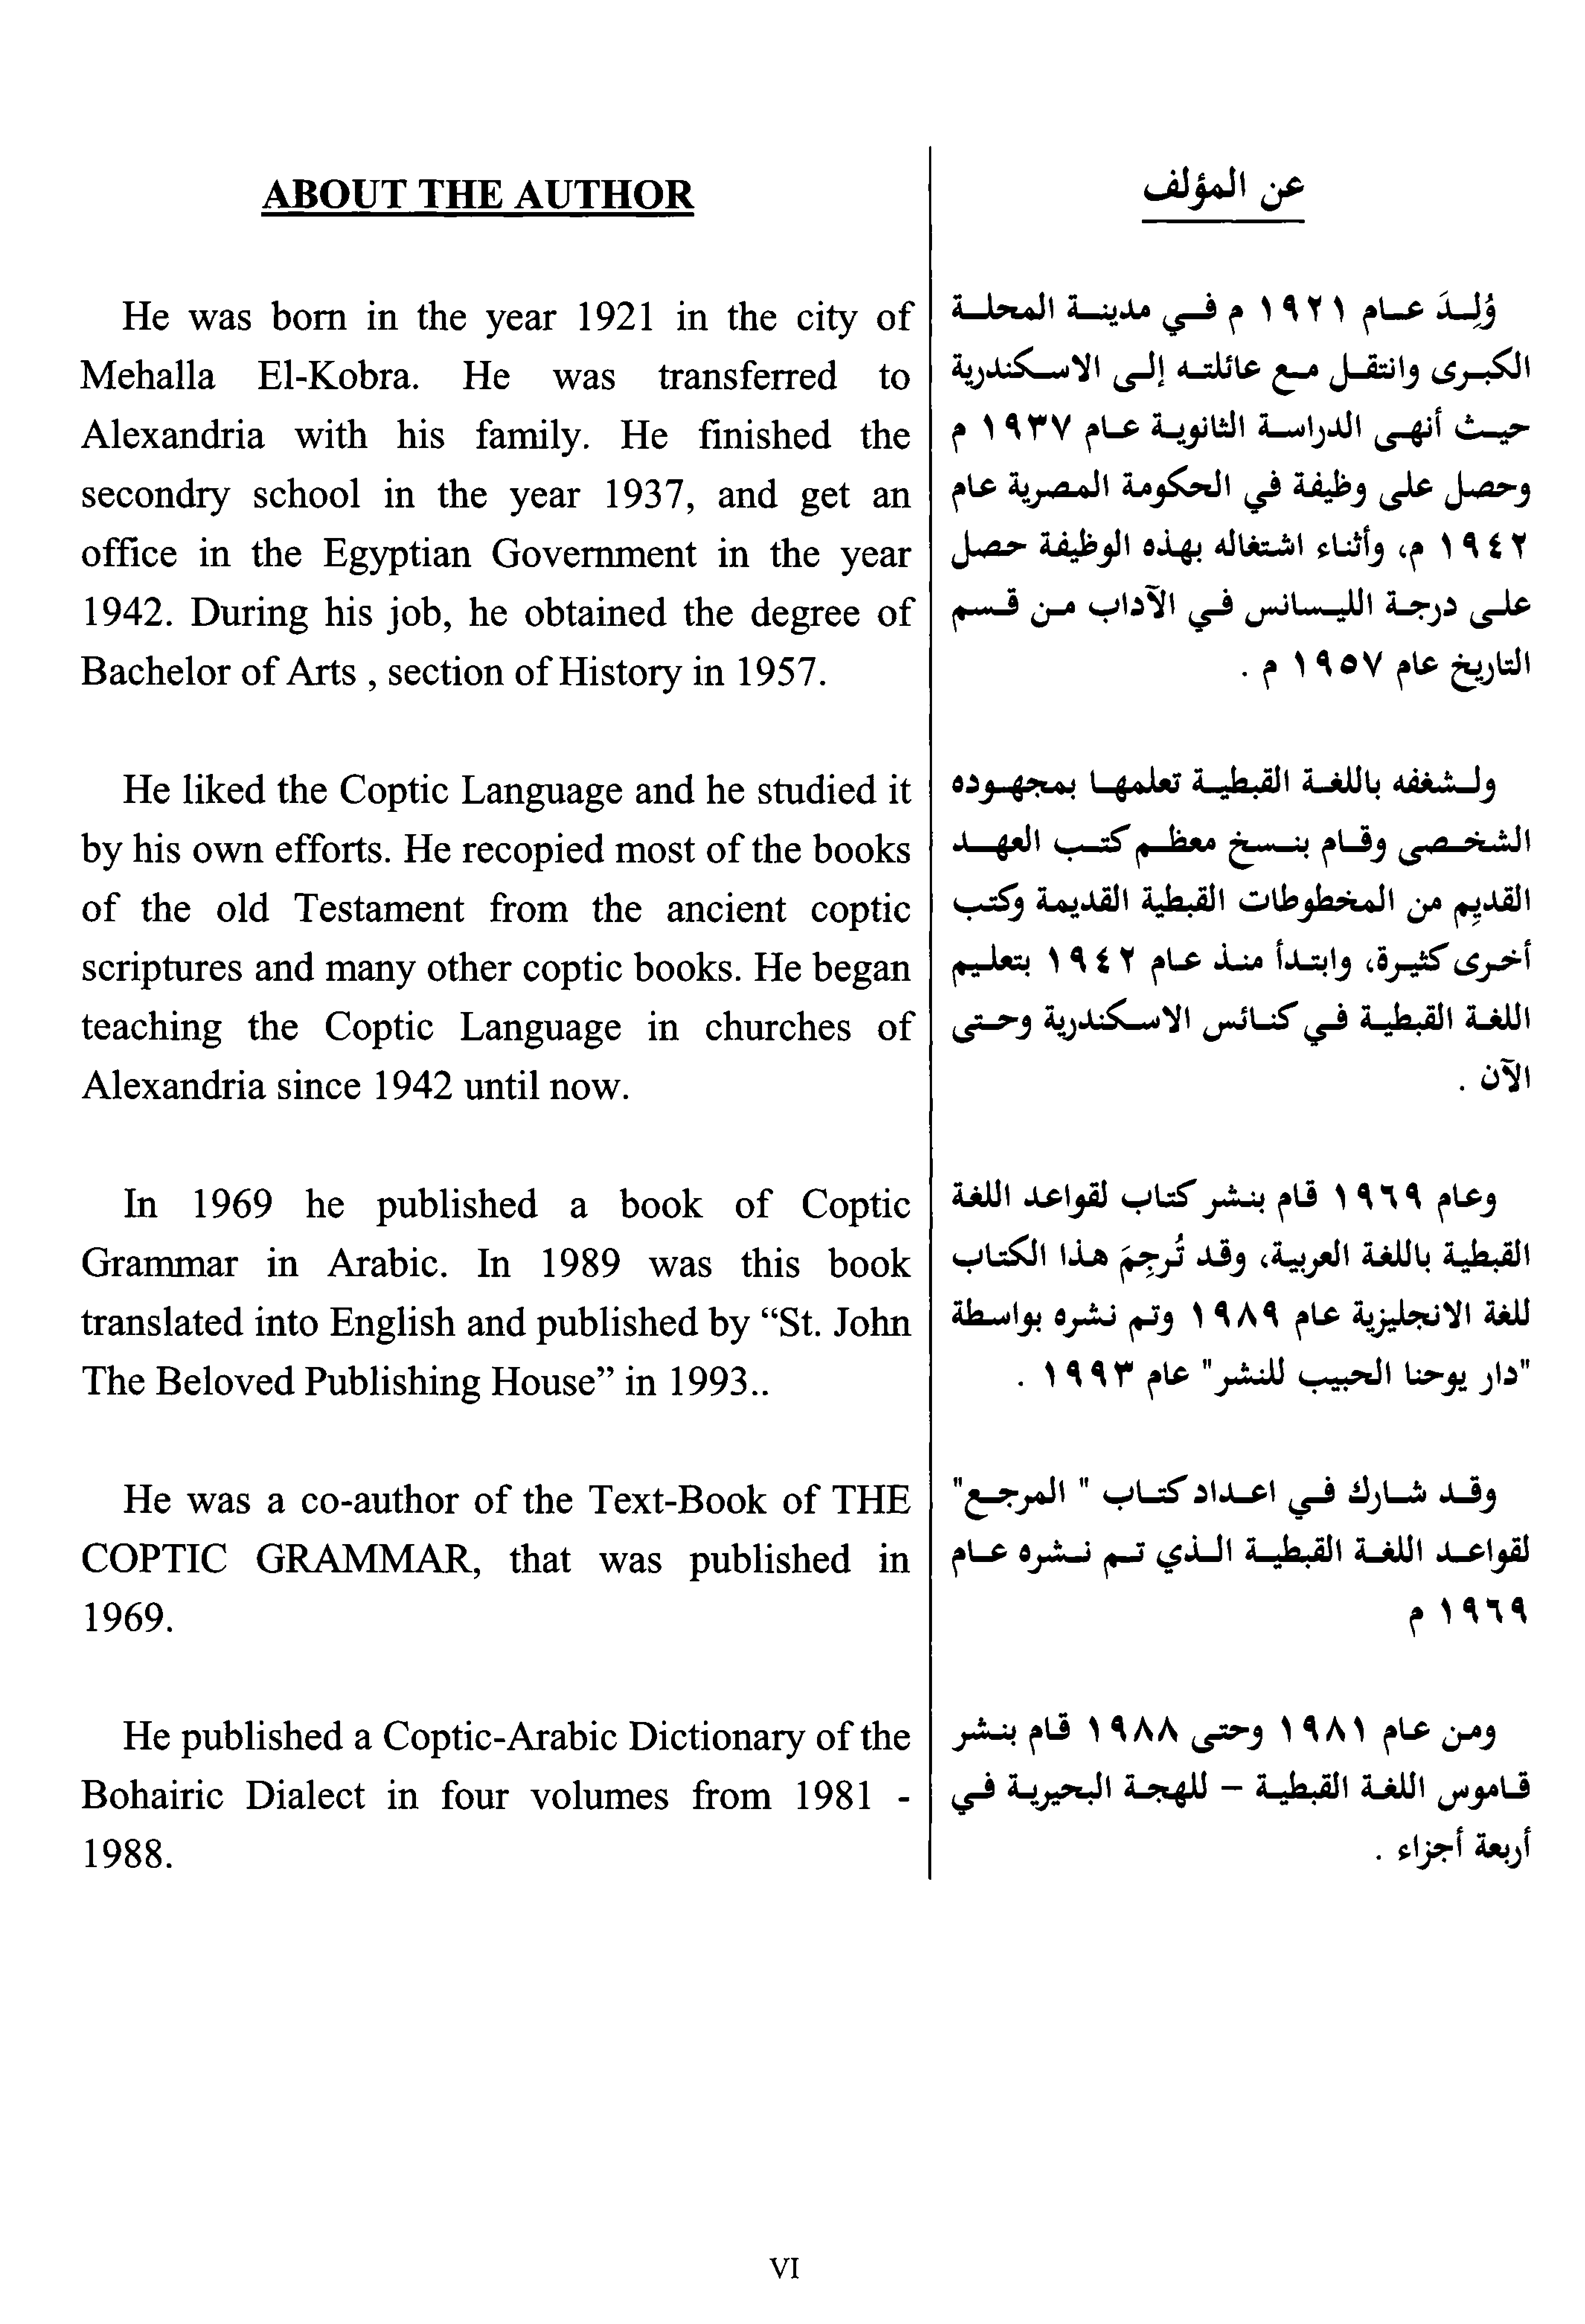 ABOUT THE AUTHOR
He was born in the year 1921 in the city of
Mehalla El-Kobra. He was transferred to
Alexandria with his family. He finished the
secondry school in the year 1937, and get an
office in the Egyptian Government in the year
1942. During his job, he obtained the degree of
Bachelor of Arts , section of History in 1957.
He liked the Coptic Language and he studied it
by his own efforts. He recopied most of the books
of the old Testament from the ancient coptic
scriptures and many other coptic books. He began
teaching the Coptic Language in churches of
Alexandria since 1942 until now.
In 1969 he published a book of Coptic
Grammar in Arabic. In 1989 was this book
translated into English and published by “St. John
The Beloved Publishing House” in 1993..
He was a co-author of the Text-Book of THE
COPTIC GRAMMAR, that was published in
1969.
He published a Coptic-Arabic Dictionary of the
Bohairic Dialect in four volumes from 1981 -
1988.
عن المؤلف
وُلِدَ عام ١٩٢١ م في مدينة المحلة
الكبرى وانتقل مع عائلته إلى الاسكندرية
حيث أنهى الدراسة الثانوية عام ١٩٣٧ م
وحصل على وظيفة في الحكومة المصرية عام
١٩٤٢ م، وأثناء اشتغاله بهذه الوظيفة حصل
على درجة الليسانس في الآداب من قسم
التاريخ عام ١٩٥٧ م .
ولشغفه باللغة القبطية تعلمها بمجهوده
الشخصي وقام بنسخ معظم كتب العهد
القديم من المخطوطات القبطية القديمة وكتب
أخرى كثيرة، وابتدأ منذ عام ١٩٤٢ بتعليم
اللغة القبطية في كنائس الاسكندرية وحتى
الآن .
وعام ١٩٦٩ قام بنشر كتاب لقواعد اللغة
القبطية باللغة العربية، وقد تُرجِمَ هذا الكتاب
للغة الانجليزية عام ١٩٨٩ وتم نشره بواسطة
"دار يوحنا الحبيب للنشر" عام ١٩٩٣ .
وقد شارك في اعداد كتاب " المرجع"
لقواعد اللغة القبطية الذي تم نشره عام
١٩٦٩ م
ومن عام ١٩٨١ وحتى ١٩٨٨ قام بنشر
قاموس اللغة القبطية – للهجة البحيرية في
أربعة أجزاء .
VI